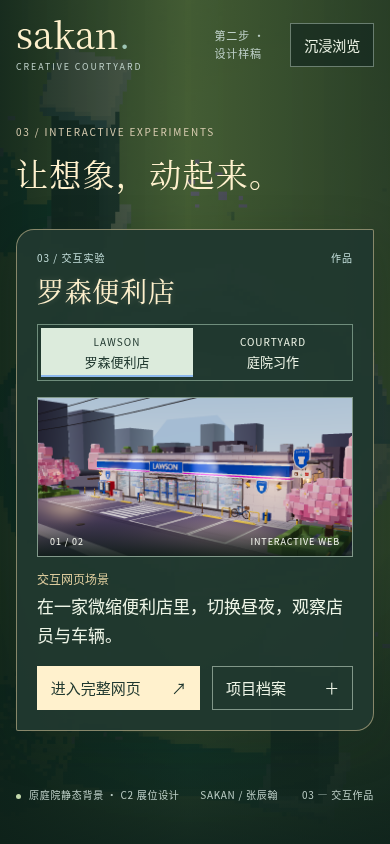 sakan.
CREATIVE COURTYARD
第二步 ·
设计样稿
沉浸浏览
03 / INTERACTIVE EXPERIMENTS
让想象，动起来。
03 / 交互实验
作品
罗森便利店
LAWSON
罗森便利店
COURTYARD
庭院习作
LAWSON
01 / 02
INTERACTIVE WEB
交互网页场景
在一家微缩便利店里，切换昼夜，观察店
员与车辆。
进入完整网页 ↗
项目档案 +
原庭院静态背景 · C2 展位设计
SAKAN / 张辰翰
03 — 交互作品